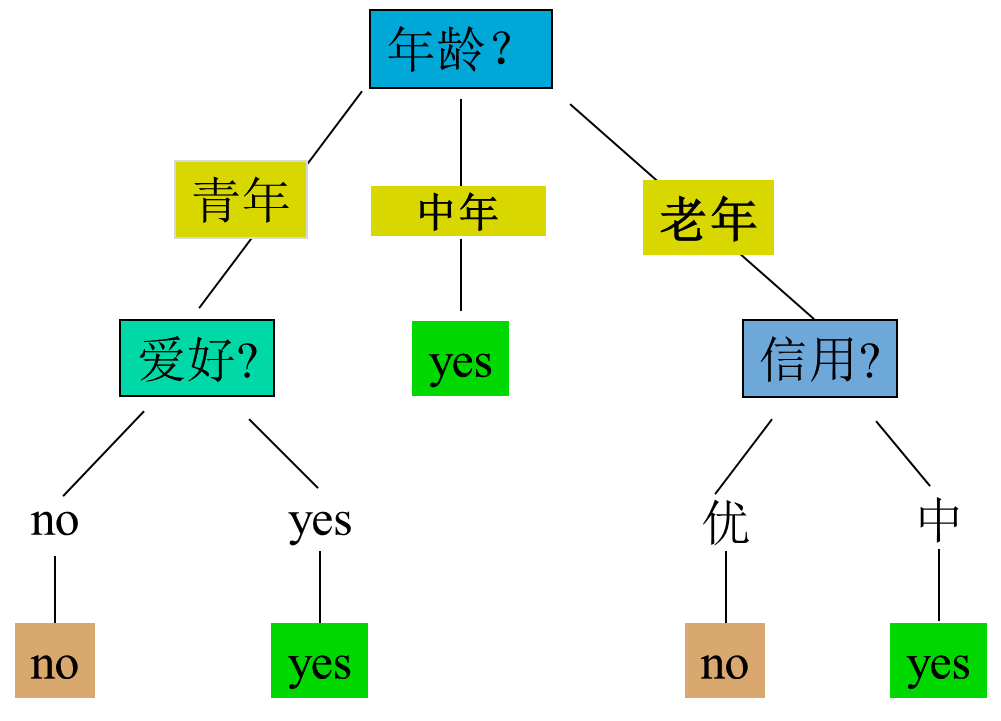 年龄？
青年
中年
老年
爱好?
yes
信用?
no
yes
优
中
no
yes
no
yes